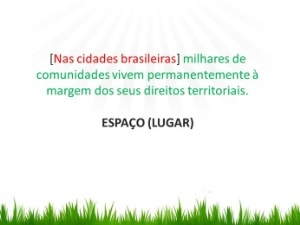 [Nas cidades brasileiras] milhares de
comunidades vivem permanentemente à
margem dos seus direitos territoriais.
ESPAÇO (LUGAR)